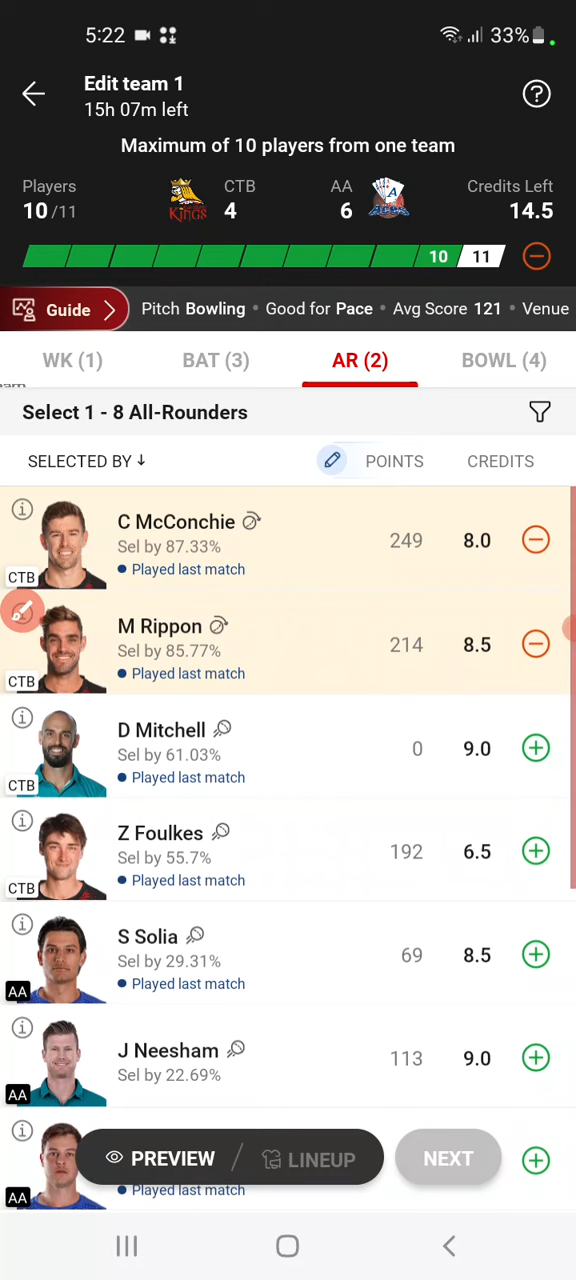 5:22 33%
Edit team 1
15h 07m left
Maximum of 10 players from one team
Players CTB AA Credits Left
10/11 KINGS 4 6 A ACES 14.5
10 11
Guide Pitch Bowling • Good for Pace • Avg Score 121 • Venue
WK (1) BAT (3) AR (2) BOWL (4)
Select 1 - 8 All-Rounders
SELECTED BY ↓ POINTS CREDITS
C McConchie
Sel by 87.33% 249 8.0
CTB • Played last match
M Rippon
Sel by 85.77% 214 8.5
CTB • Played last match
D Mitchell
Sel by 61.03% 0 9.0
CTB • Played last match
Z Foulkes
Sel by 55.7% 192 6.5
CTB • Played last match
S Solia
Sel by 29.31% 69 8.5
AA • Played last match
J Neesham
Sel by 22.69% 113 9.0
AA
PREVIEW / LINEUP NEXT
AA • Played last match